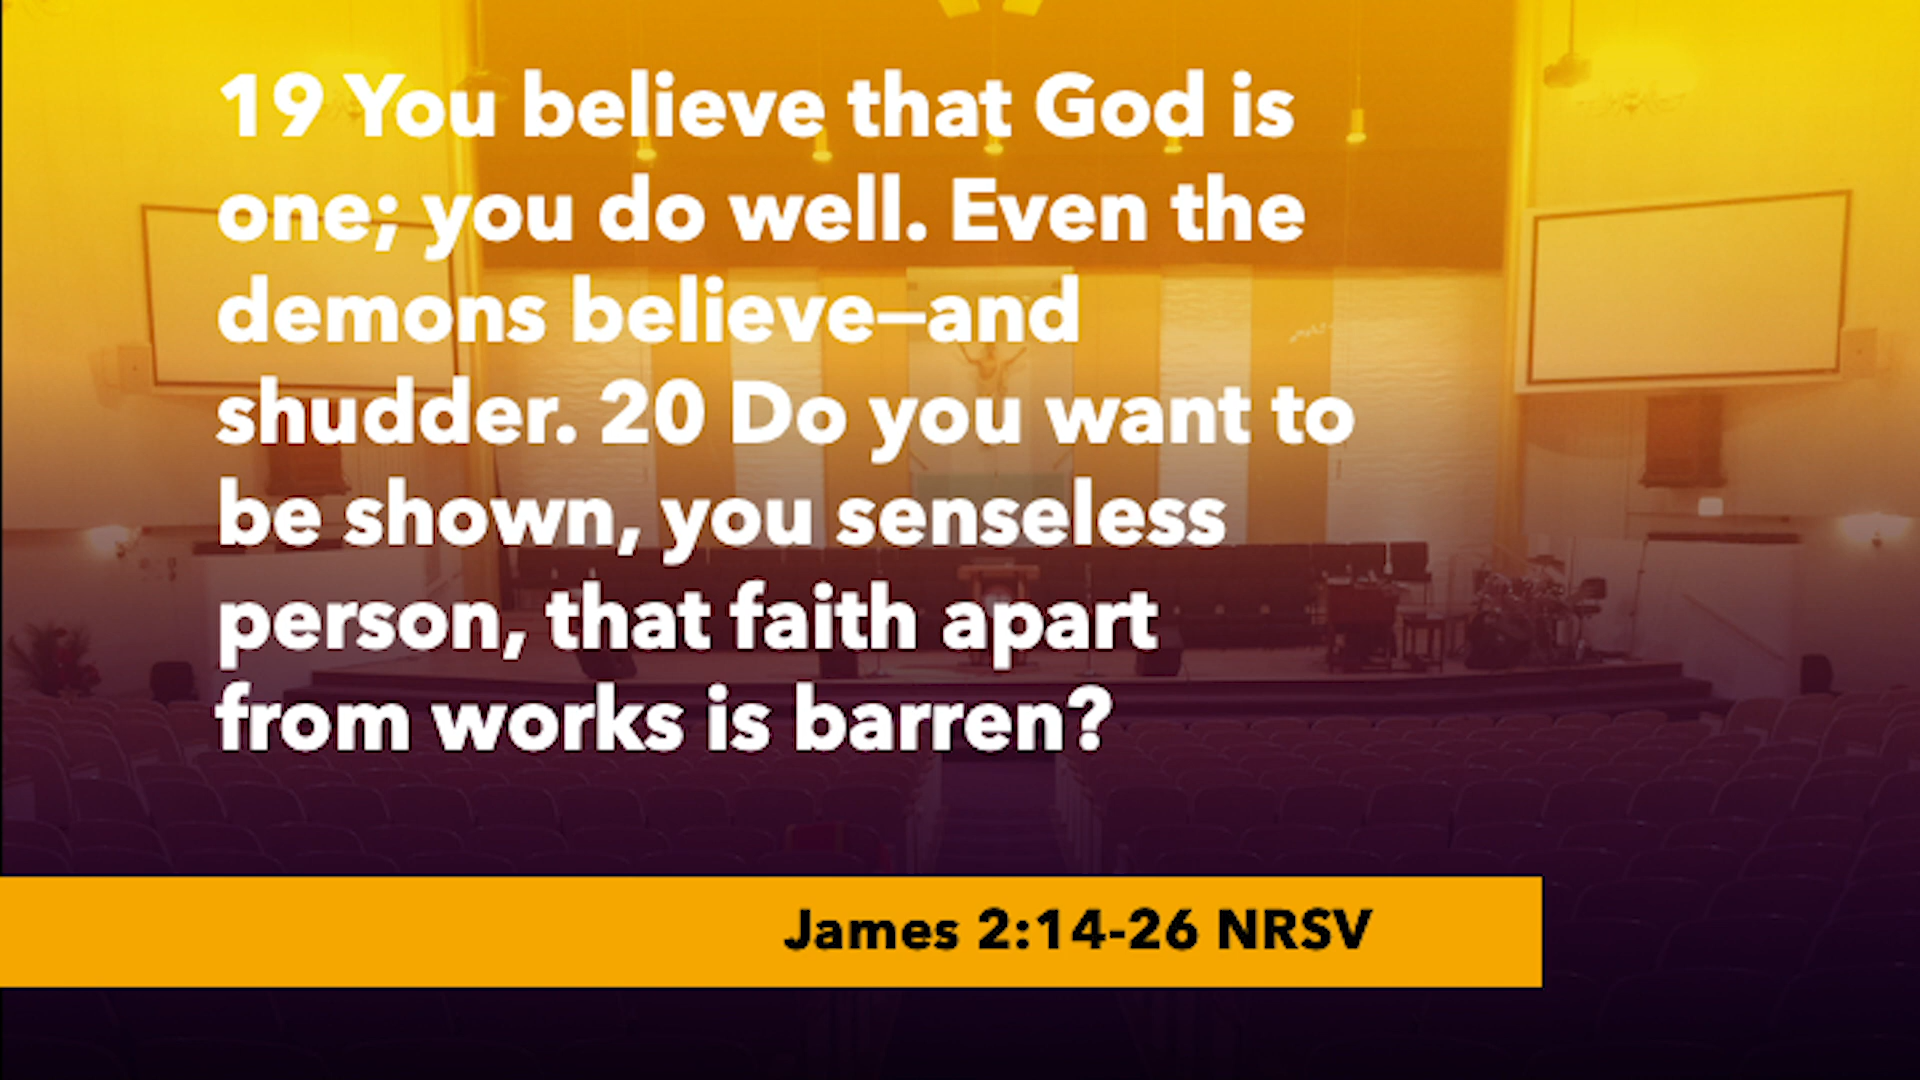 19 You believe that God is
one; you do well. Even the
demons believe—and
shudder. 20 Do you want to
be shown, you senseless
person, that faith apart
from works is barren?
James 2:14-26 NRSV